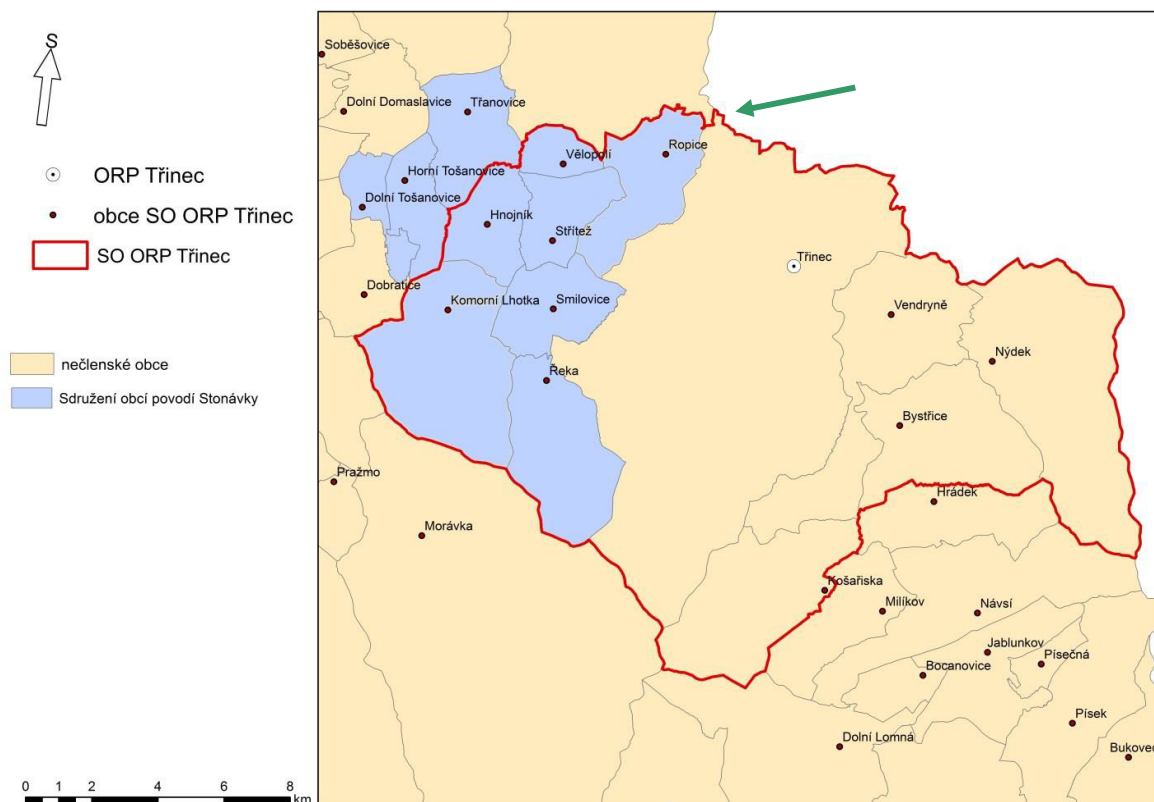 S
ORP Třinec
obce SO ORP Třinec
SO ORP Třinec
nečlenské obce
Sdružení obcí povodí Stonávky
0 1 2 4 6 8
km
Soběšovice
Dolní Domaslavice
Třanovice
Vělopolí
Ropice
Horní Tošanovice
Dolní Tošanovice
Hnojník
Střítež
Třinec
Dobratice
Komorní Lhotka
Smilovice
Vendryně
Nýdek
Řeka
Bystřice
Pražmo
Hrádek
Morávka
Košařiska
Milíkov
Návsí
Jablunkov
Písečná
Bocanovice
Písek
Dolní Lomná
Bukovec